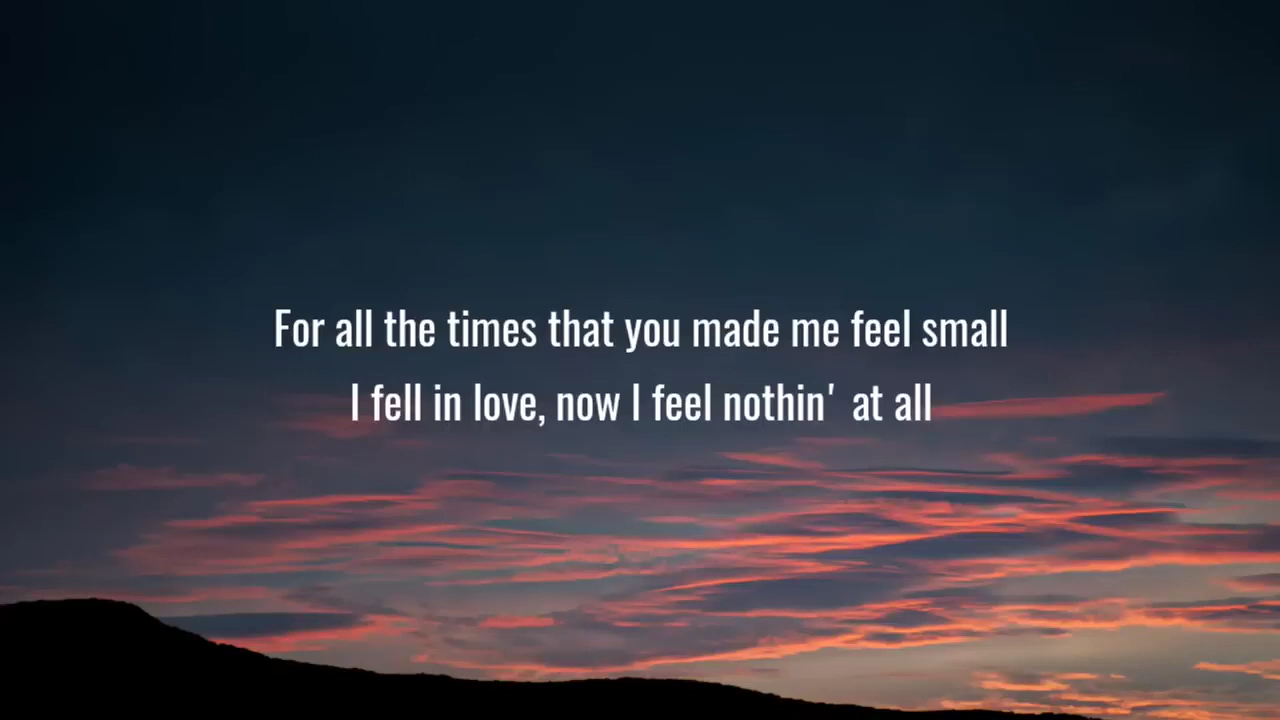 For all the times that you made me feel small
I fell in love, now I feel nothin' at all